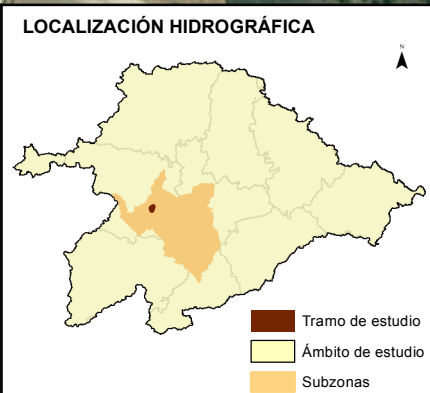 LOCALIZACIÓN HIDROGRÁFICA
N
Tramo de estudio
Ámbito de estudio
Subzonas